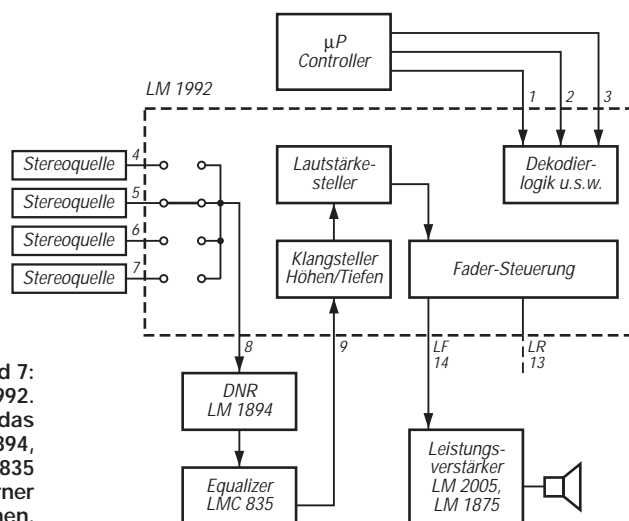 µP
Controller
LM 1992
1
2
3
Stereoquelle
4
Stereoquelle
5
Stereoquelle
6
Stereoquelle
7
Lautstärke-
steller
Dekodier-
logik u.s.w.
Klangsteller
Höhen/Tiefen
Fader-Steuerung
8
9
LF
14
LR
13
DNR
LM 1894
Equalizer
LMC 835
Leistungs-
verstärker
LM 2005,
LM 1875
d 7:
992.
das
894,
835
rner
nen.